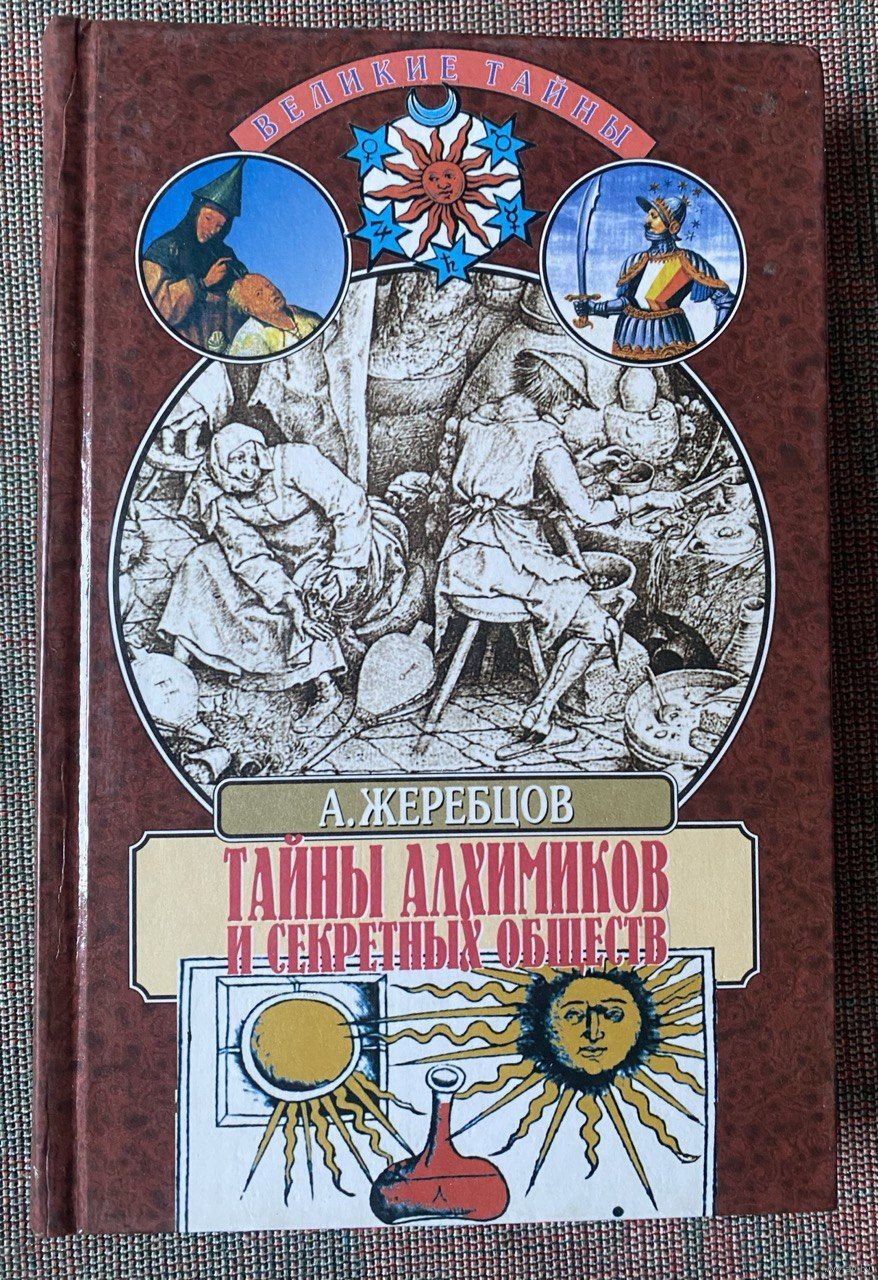 ВЕЛИКИЕ ТАЙНЫ
А. ЖЕРЕБЦОВ
ТАЙНЫ АЛХИМИКОВ
И СЕКРЕТНЫХ ОБЩЕСТВ